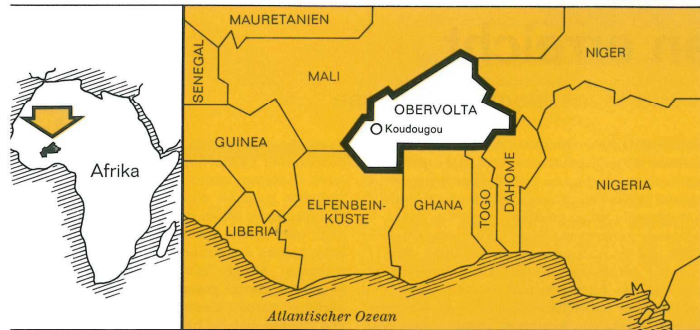 Afrika
MAURETANIEN
SENEGAL
MALI
NIGER
OBERVOLTA
Koudougou
GUINEA
LIBERIA
ELFENBEIN-
KÜSTE
GHANA
TOGO
DAHOME
NIGERIA
Atlantischer Ozean